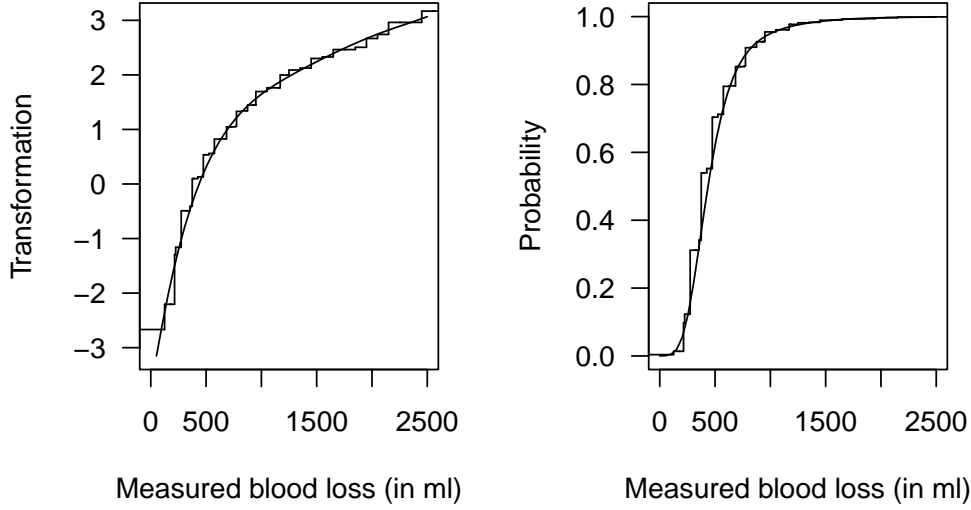 Transformation
3
2
1
0
−1
−2
−3
0 500 1500 2500
Measured blood loss (in ml)
Probability
1.0
0.8
0.6
0.4
0.2
0.0
0 500 1500 2500
Measured blood loss (in ml)